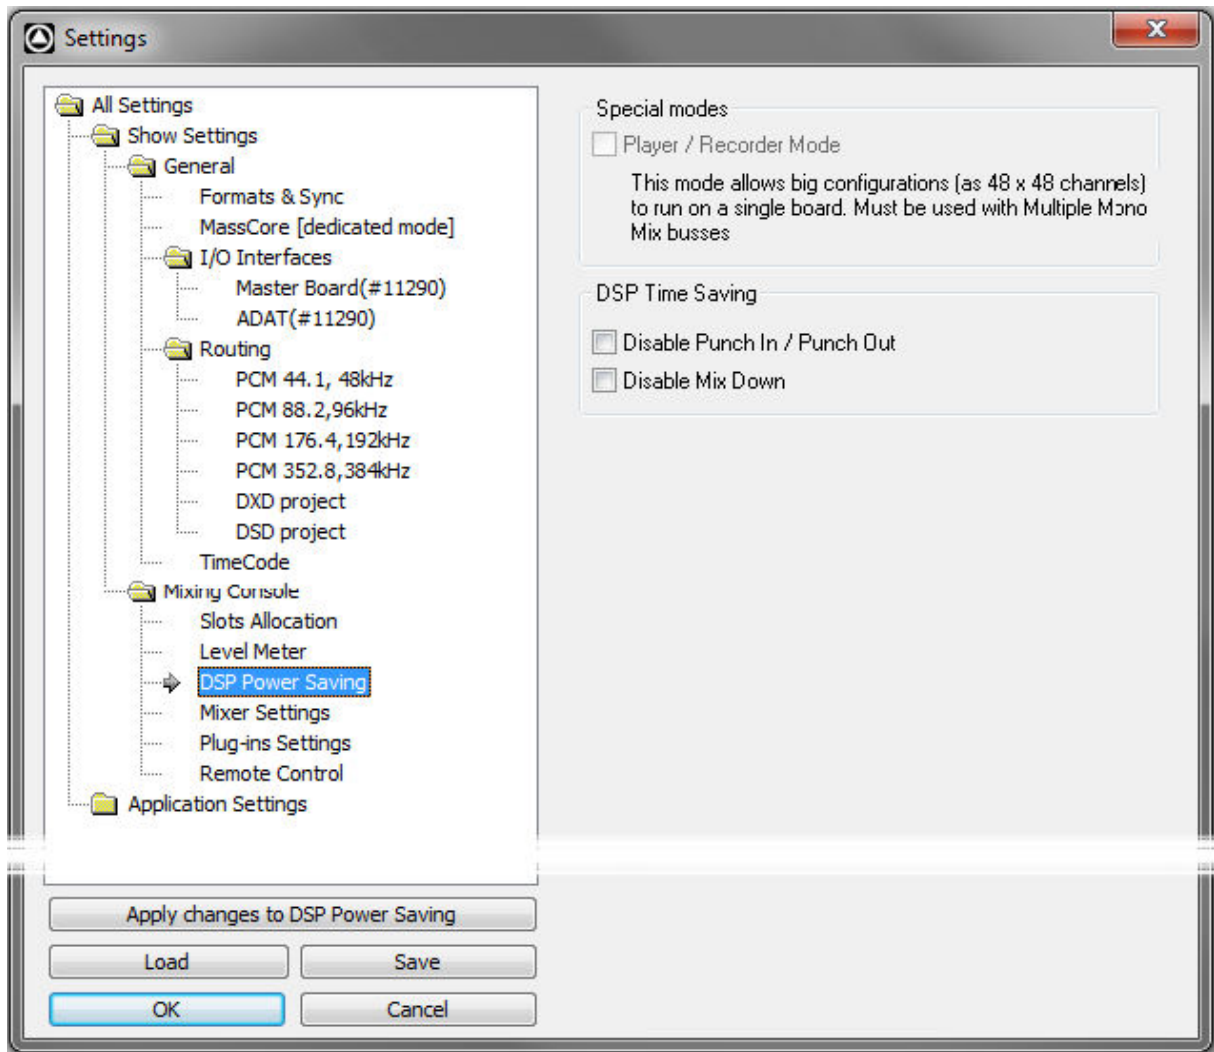 Settings
All Settings
Show Settings
General
Formats & Sync
MassCore [dedicated mode]
I/O Interfaces
Master Board(#11290)
ADAT(#11290)
Routing
PCM 44.1, 48kHz
PCM 88.2,96kHz
PCM 176.4,192kHz
PCM 352.8,384kHz
DXD project
DSD project
TimeCode
Mixing Console
Slots Allocation
Level Meter
DSP Power Saving
Mixer Settings
Plug-ins Settings
Remote Control
Application Settings
Apply changes to DSP Power Saving
Load
Save
OK
Cancel
Special modes
Player / Recorder Mode
This mode allows big configurations (as 48 x 48 channels)
to run on a single board. Must be used with Multiple Mono
Mix busses
DSP Time Saving
Disable Punch In / Punch Out
Disable Mix Down